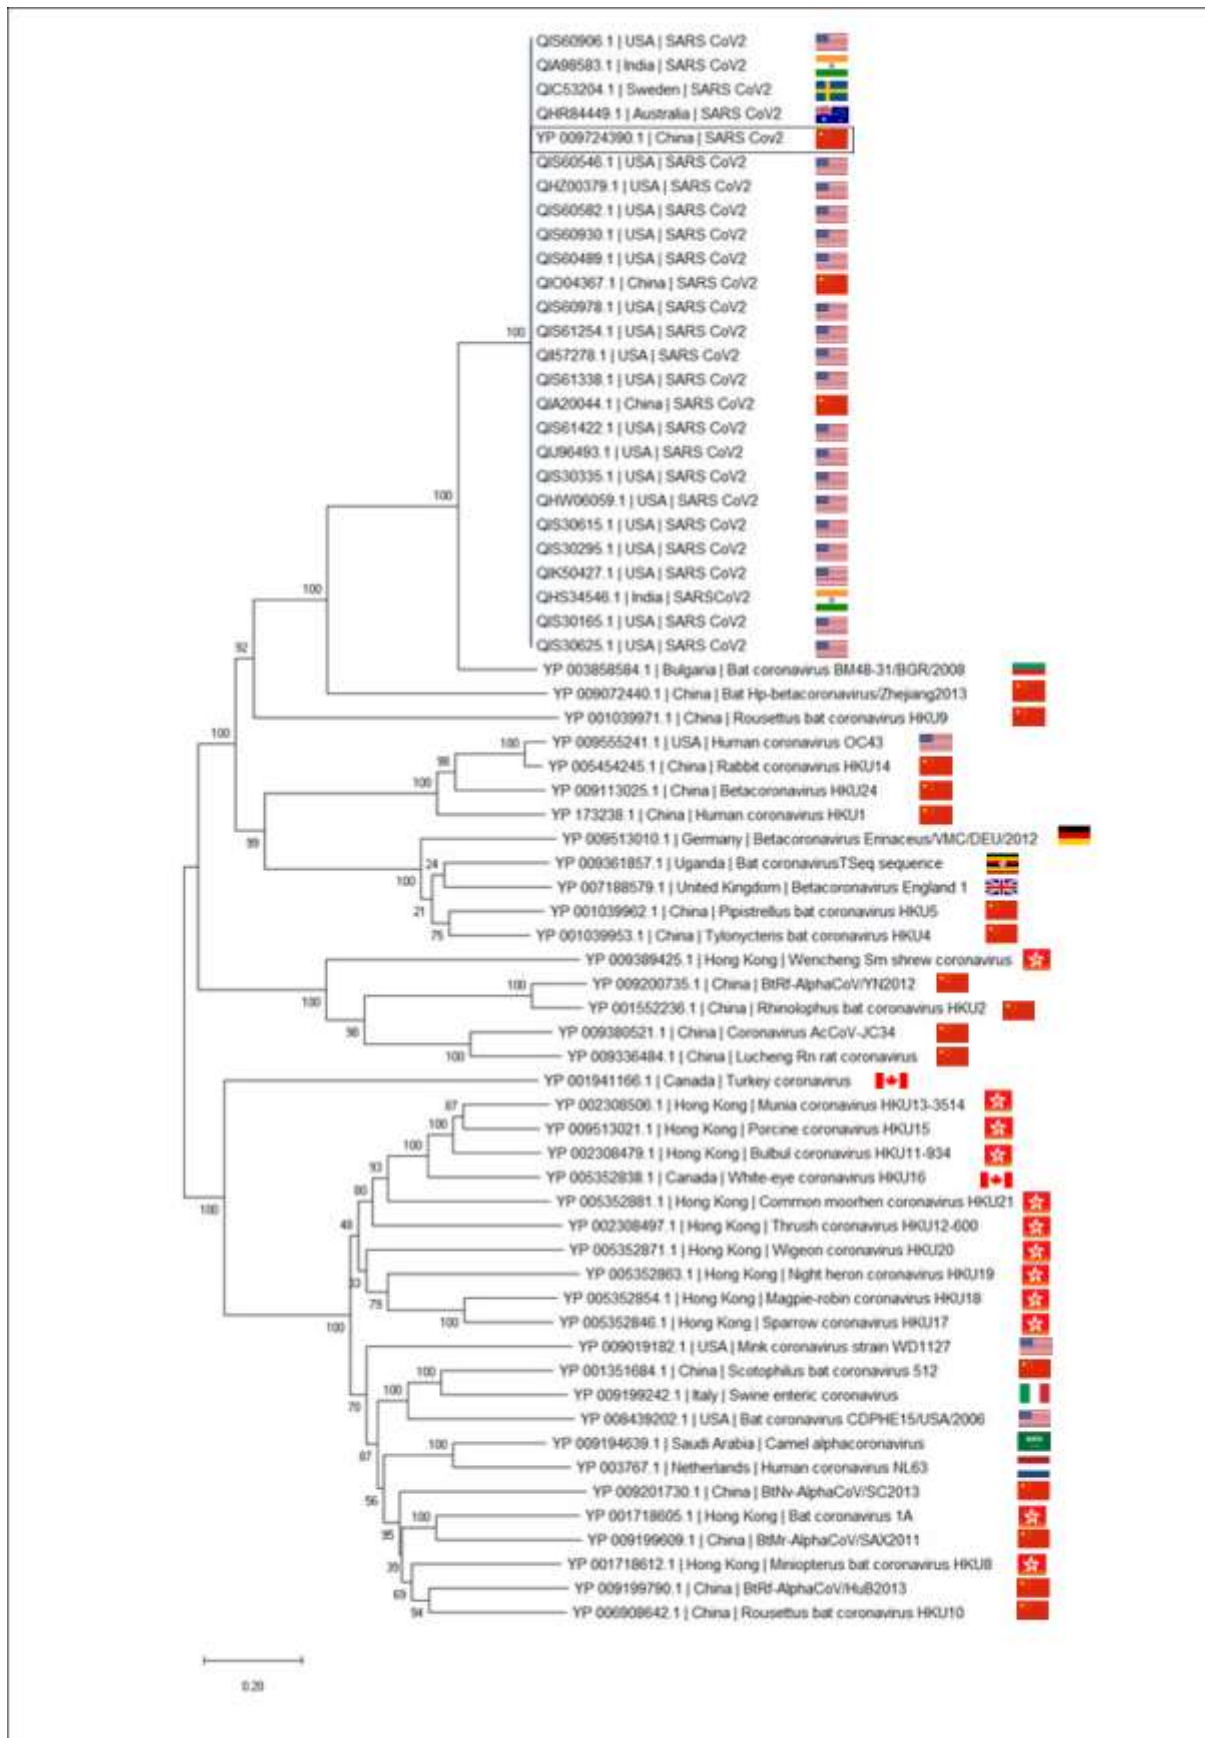 QIS60906.1 | USA | SARS CoV2
QIA98583.1 | India | SARS CoV2
QIC53204.1 | Sweden | SARS CoV2
QHR84449.1 | Australia | SARS CoV2
YP 009724390.1 | China | SARS Cov2
QIS60546.1 | USA | SARS CoV2
QHZ00379.1 | USA | SARS CoV2
QIS60582.1 | USA | SARS CoV2
QIS60930.1 | USA | SARS CoV2
QIS60489.1 | USA | SARS CoV2
QIO04367.1 | China | SARS CoV2
QIS60978.1 | USA | SARS CoV2
100 QIS61254.1 | USA | SARS CoV2
QII57278.1 | USA | SARS CoV2
QIS61338.1 | USA | SARS CoV2
QIA20044.1 | China | SARS CoV2
QIS61422.1 | USA | SARS CoV2
QIJ96493.1 | USA | SARS CoV2
QIS30335.1 | USA | SARS CoV2
100 QHW06059.1 | USA | SARS CoV2
QIS30615.1 | USA | SARS CoV2
QIS30295.1 | USA | SARS CoV2
QIK50427.1 | USA | SARS CoV2
100 QHS34546.1 | India | SARSCoV2
QIS30165.1 | USA | SARS CoV2
92 QIS30625.1 | USA | SARS CoV2
YP 003858584.1 | Bulgaria | Bat coronavirus BM48-31/BGR/2008
YP 009072440.1 | China | Bat Hp-betacoronavirus/Zhejiang2013
YP 001039971.1 | China | Rousettus bat coronavirus HKU9
100 100 YP 009555241.1 | USA | Human coronavirus OC43
98 YP 005454245.1 | China | Rabbit coronavirus HKU14
100 YP 009113025.1 | China | Betacoronavirus HKU24
YP 173238.1 | China | Human coronavirus HKU1
99 YP 009513010.1 | Germany | Betacoronavirus Erinaceus/VMC/DEU/2012
24 YP 009361857.1 | Uganda | Bat coronavirusTSeq sequence
100 YP 007188579.1 | United Kingdom | Betacoronavirus England 1
21 YP 001039962.1 | China | Pipistrellus bat coronavirus HKU5
75 YP 001039953.1 | China | Tylonycteris bat coronavirus HKU4
YP 009389425.1 | Hong Kong | Wencheng Sm shrew coronavirus
100 100 YP 009200735.1 | China | BtRf-AlphaCoV/YN2012
YP 001552236.1 | China | Rhinolophus bat coronavirus HKU2
YP 009380521.1 | China | Coronavirus AcCoV-JC34
100 YP 009336484.1 | China | Lucheng Rn rat coronavirus
YP 001941166.1 | Canada | Turkey coronavirus
87 YP 002308506.1 | Hong Kong | Munia coronavirus HKU13-3514
100 YP 009513021.1 | Hong Kong | Porcine coronavirus HKU15
100 YP 002308479.1 | Hong Kong | Bulbul coronavirus HKU11-934
93 YP 005352838.1 | Canada | White-eye coronavirus HKU16
100 80 YP 005352881.1 | Hong Kong | Common moorhen coronavirus HKU21
48 YP 002308497.1 | Hong Kong | Thrush coronavirus HKU12-600
YP 005352871.1 | Hong Kong | Wigeon coronavirus HKU20
33 YP 005352863.1 | Hong Kong | Night heron coronavirus HKU19
YP 005352854.1 | Hong Kong | Magpie-robin coronavirus HKU18
100 100 YP 005352846.1 | Hong Kong | Sparrow coronavirus HKU17
YP 009019182.1 | USA | Mink coronavirus strain WD1127
100 YP 001351684.1 | China | Scotophilus bat coronavirus 512
100 YP 009199242.1 | Italy | Swine enteric coronavirus
70 YP 008439202.1 | USA | Bat coronavirus CDPHE15/USA/2006
100 YP 009194639.1 | Saudi Arabia | Camel alphacoronavirus
YP 003767.1 | Netherlands | Human coronavirus NL63
56 YP 009201730.1 | China | BtNv-AlphaCoV/SC2013
100 YP 001718605.1 | Hong Kong | Bat coronavirus 1A
YP 009199609.1 | China | BtMr-AlphaCoV/SAX2011
YP 001718612.1 | Hong Kong | Miniopterus bat coronavirus HKU8
YP 009199790.1 | China | BtRf-AlphaCoV/HuB2013
94 YP 006908642.1 | China | Rousettus bat coronavirus HKU10
0.20